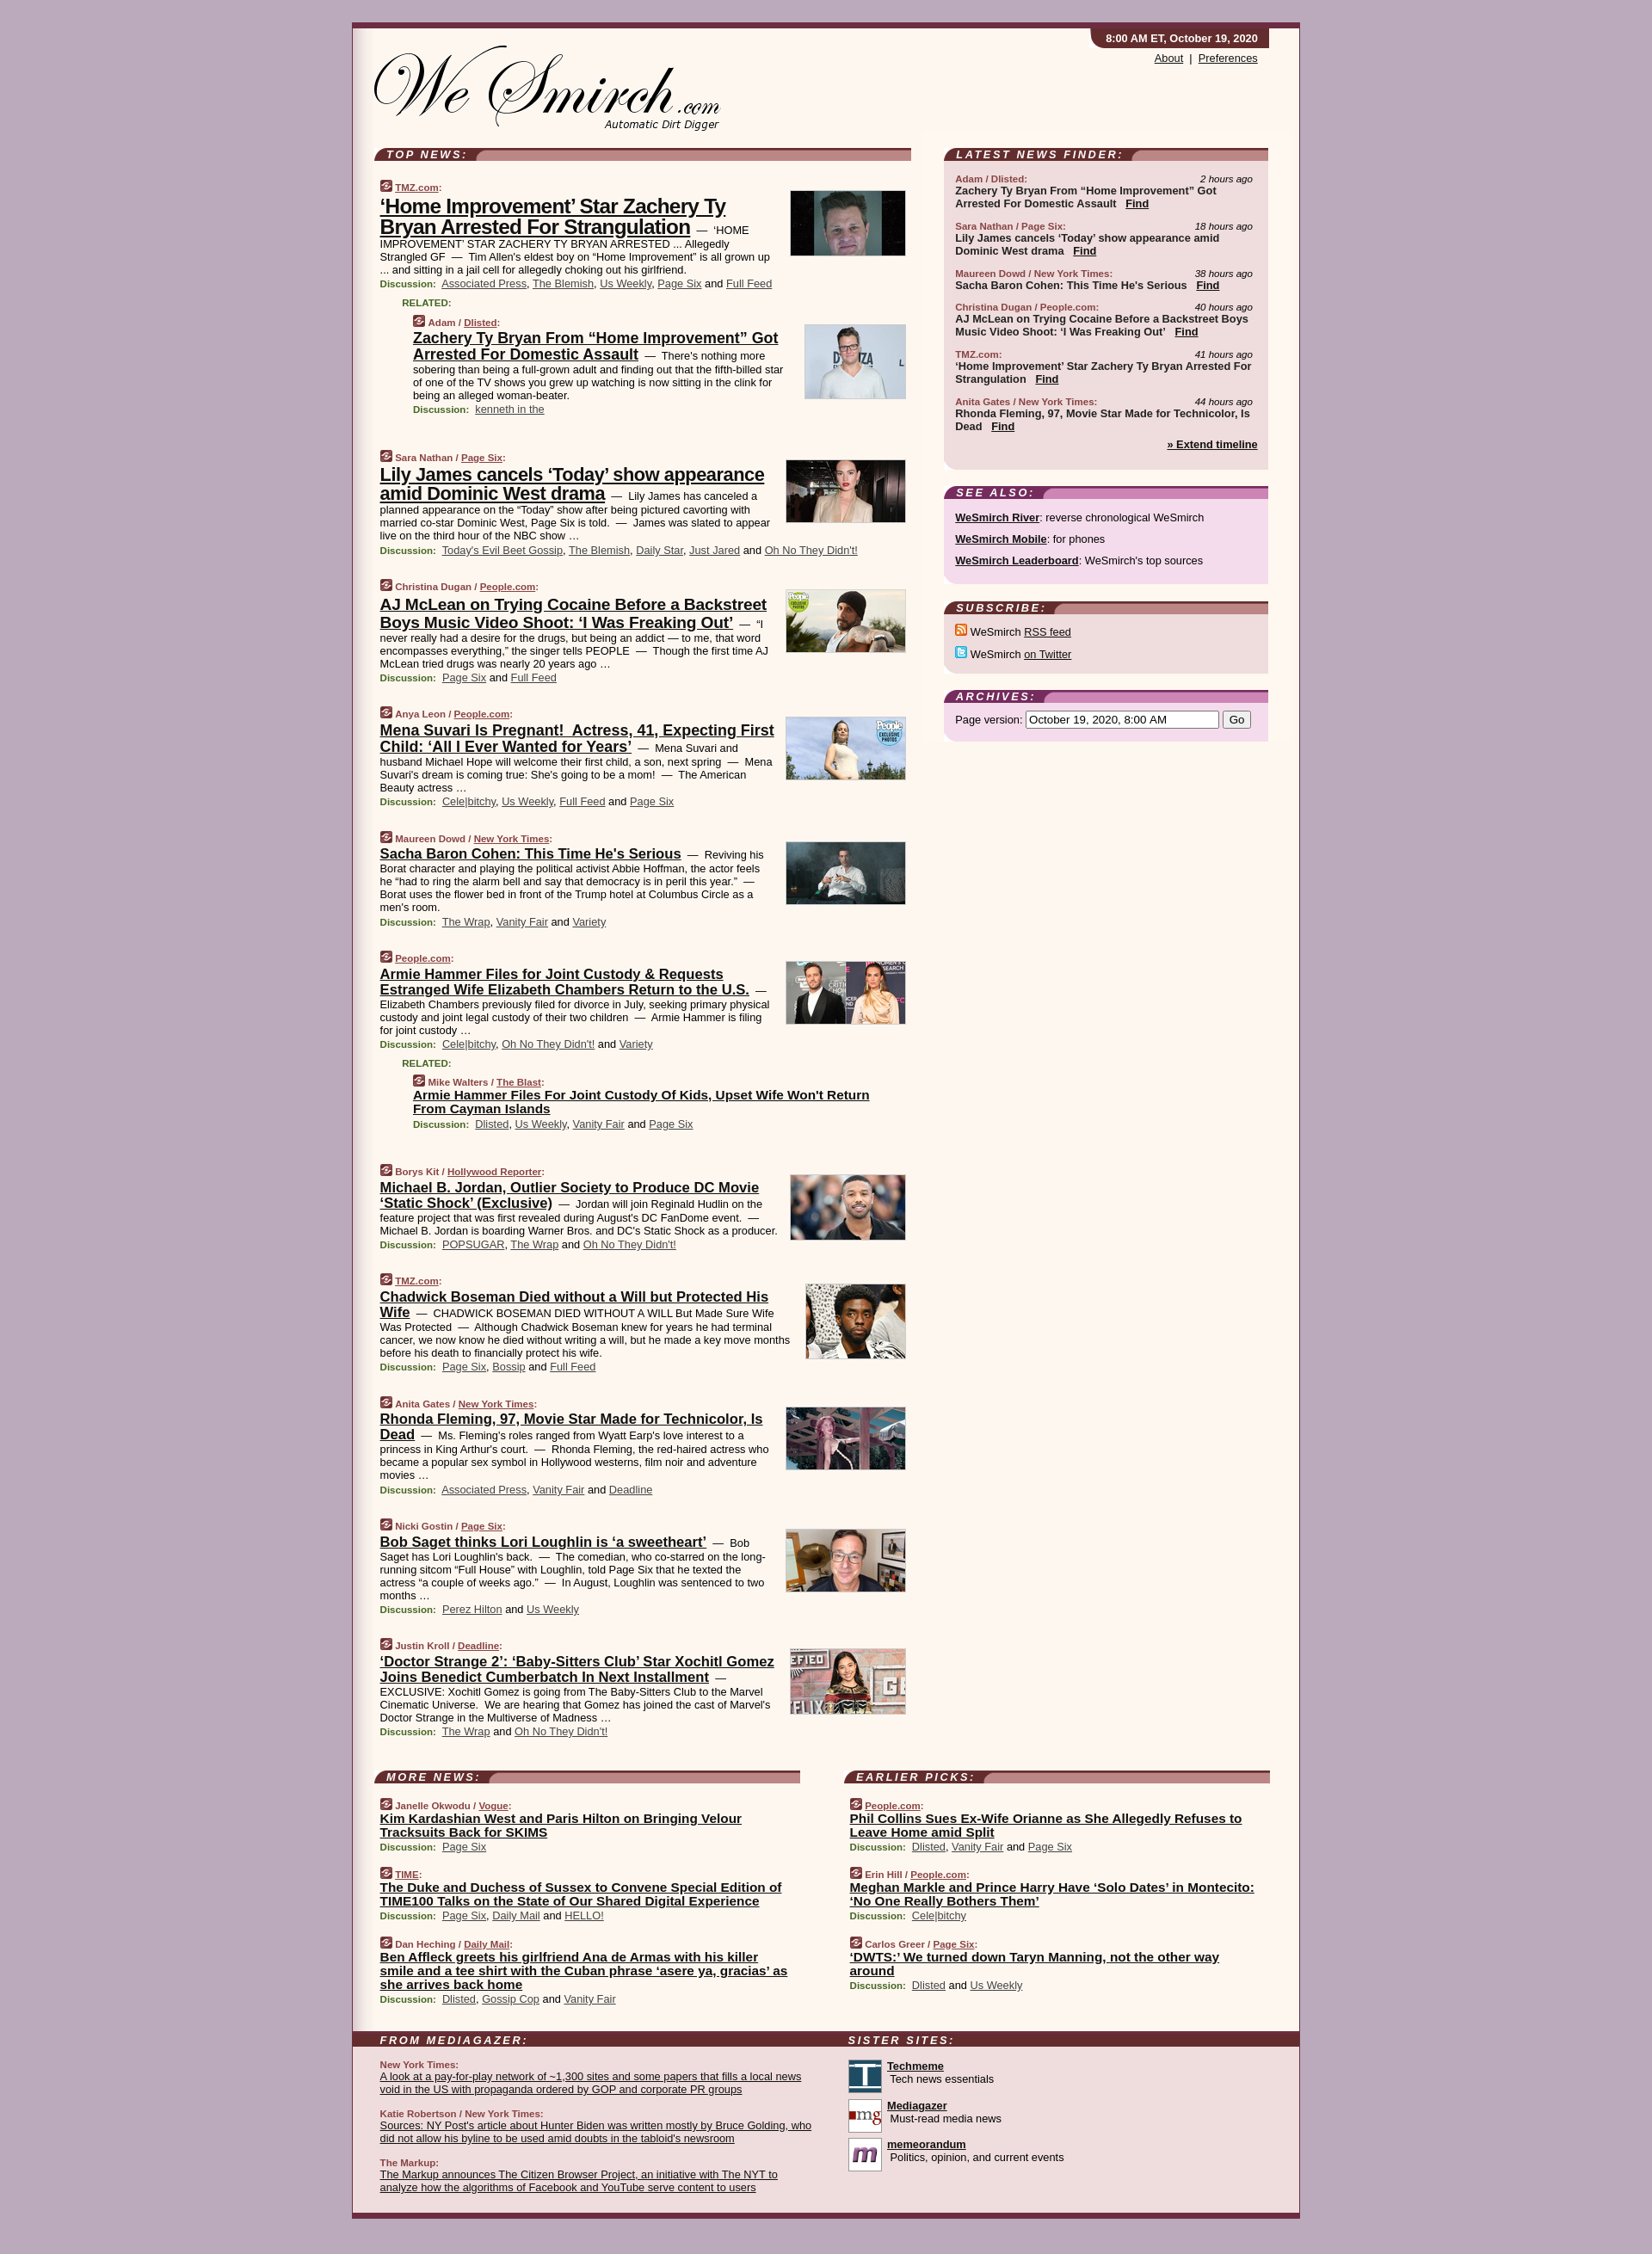 8:00 AM ET, October 19, 2020
About | Preferences
We Smirch .com
Automatic Dirt Digger
TOP NEWS:
TMZ.com:
‘Home Improvement’ Star Zachery Ty
Bryan Arrested For Strangulation — ‘HOME
IMPROVEMENT’ STAR ZACHERY TY BRYAN ARRESTED ... Allegedly
Strangled GF — Tim Allen's eldest boy on “Home Improvement” is all grown up
... and sitting in a jail cell for allegedly choking out his girlfriend.
Discussion: Associated Press, The Blemish, Us Weekly, Page Six and Full Feed
RELATED:
Adam / Dlisted:
Zachery Ty Bryan From “Home Improvement” Got
Arrested For Domestic Assault — There's nothing more
sobering than being a full-grown adult and finding out that the fifth-billed star
of one of the TV shows you grew up watching is now sitting in the clink for
being an alleged woman-beater.
Discussion: kenneth in the
Sara Nathan / Page Six:
Lily James cancels ‘Today’ show appearance
amid Dominic West drama — Lily James has canceled a
planned appearance on the “Today” show after being pictured cavorting with
married co-star Dominic West, Page Six is told. — James was slated to appear
live on the third hour of the NBC show …
Discussion: Today's Evil Beet Gossip, The Blemish, Daily Star, Just Jared and Oh No They Didn't!
Christina Dugan / People.com:
AJ McLean on Trying Cocaine Before a Backstreet
Boys Music Video Shoot: ‘I Was Freaking Out’ — “I
never really had a desire for the drugs, but being an addict — to me, that word
encompasses everything,” the singer tells PEOPLE — Though the first time AJ
McLean tried drugs was nearly 20 years ago …
Discussion: Page Six and Full Feed
Anya Leon / People.com:
Mena Suvari Is Pregnant! Actress, 41, Expecting First
Child: ‘All I Ever Wanted for Years’ — Mena Suvari and
husband Michael Hope will welcome their first child, a son, next spring — Mena
Suvari's dream is coming true: She's going to be a mom! — The American
Beauty actress …
Discussion: Cele|bitchy, Us Weekly, Full Feed and Page Six
Maureen Dowd / New York Times:
Sacha Baron Cohen: This Time He's Serious — Reviving his
Borat character and playing the political activist Abbie Hoffman, the actor feels
he “had to ring the alarm bell and say that democracy is in peril this year.” —
Borat uses the flower bed in front of the Trump hotel at Columbus Circle as a
men's room.
Discussion: The Wrap, Vanity Fair and Variety
People.com:
Armie Hammer Files for Joint Custody & Requests
Estranged Wife Elizabeth Chambers Return to the U.S. —
Elizabeth Chambers previously filed for divorce in July, seeking primary physical
custody and joint legal custody of their two children — Armie Hammer is filing
for joint custody …
Discussion: Cele|bitchy, Oh No They Didn't! and Variety
RELATED:
Mike Walters / The Blast:
Armie Hammer Files For Joint Custody Of Kids, Upset Wife Won't Return
From Cayman Islands
Discussion: Dlisted, Us Weekly, Vanity Fair and Page Six
Borys Kit / Hollywood Reporter:
Michael B. Jordan, Outlier Society to Produce DC Movie
‘Static Shock’ (Exclusive) — Jordan will join Reginald Hudlin on the
feature project that was first revealed during August's DC FanDome event. —
Michael B. Jordan is boarding Warner Bros. and DC's Static Shock as a producer.
Discussion: POPSUGAR, The Wrap and Oh No They Didn't!
TMZ.com:
Chadwick Boseman Died without a Will but Protected His
Wife — CHADWICK BOSEMAN DIED WITHOUT A WILL But Made Sure Wife
Was Protected — Although Chadwick Boseman knew for years he had terminal
cancer, we now know he died without writing a will, but he made a key move months
before his death to financially protect his wife.
Discussion: Page Six, Bossip and Full Feed
Anita Gates / New York Times:
Rhonda Fleming, 97, Movie Star Made for Technicolor, Is
Dead — Ms. Fleming's roles ranged from Wyatt Earp's love interest to a
princess in King Arthur's court. — Rhonda Fleming, the red-haired actress who
became a popular sex symbol in Hollywood westerns, film noir and adventure
movies …
Discussion: Associated Press, Vanity Fair and Deadline
Nicki Gostin / Page Six:
Bob Saget thinks Lori Loughlin is ‘a sweetheart’ — Bob
Saget has Lori Loughlin's back. — The comedian, who co-starred on the long-
running sitcom “Full House” with Loughlin, told Page Six that he texted the
actress “a couple of weeks ago.” — In August, Loughlin was sentenced to two
months …
Discussion: Perez Hilton and Us Weekly
Justin Kroll / Deadline:
‘Doctor Strange 2’: ‘Baby-Sitters Club’ Star Xochitl Gomez
Joins Benedict Cumberbatch In Next Installment —
EXCLUSIVE: Xochitl Gomez is going from The Baby-Sitters Club to the Marvel
Cinematic Universe. We are hearing that Gomez has joined the cast of Marvel's
Doctor Strange in the Multiverse of Madness …
Discussion: The Wrap and Oh No They Didn't!
LATEST NEWS FINDER:
Adam / Dlisted: 2 hours ago
Zachery Ty Bryan From “Home Improvement” Got
Arrested For Domestic Assault Find
Sara Nathan / Page Six: 18 hours ago
Lily James cancels ‘Today’ show appearance amid
Dominic West drama Find
Maureen Dowd / New York Times: 38 hours ago
Sacha Baron Cohen: This Time He's Serious Find
Christina Dugan / People.com: 40 hours ago
AJ McLean on Trying Cocaine Before a Backstreet Boys
Music Video Shoot: ‘I Was Freaking Out’ Find
TMZ.com: 41 hours ago
‘Home Improvement’ Star Zachery Ty Bryan Arrested For
Strangulation Find
Anita Gates / New York Times: 44 hours ago
Rhonda Fleming, 97, Movie Star Made for Technicolor, Is
Dead Find
» Extend timeline
SEE ALSO:
WeSmirch River: reverse chronological WeSmirch
WeSmirch Mobile: for phones
WeSmirch Leaderboard: WeSmirch's top sources
SUBSCRIBE:
WeSmirch RSS feed
WeSmirch on Twitter
ARCHIVES:
Page version: October 19, 2020, 8:00 AM Go
MORE NEWS:
Janelle Okwodu / Vogue:
Kim Kardashian West and Paris Hilton on Bringing Velour
Tracksuits Back for SKIMS
Discussion: Page Six
TIME:
The Duke and Duchess of Sussex to Convene Special Edition of
TIME100 Talks on the State of Our Shared Digital Experience
Discussion: Page Six, Daily Mail and HELLO!
Dan Heching / Daily Mail:
Ben Affleck greets his girlfriend Ana de Armas with his killer
smile and a tee shirt with the Cuban phrase ‘asere ya, gracias’ as
she arrives back home
Discussion: Dlisted, Gossip Cop and Vanity Fair
EARLIER PICKS:
People.com:
Phil Collins Sues Ex-Wife Orianne as She Allegedly Refuses to
Leave Home amid Split
Discussion: Dlisted, Vanity Fair and Page Six
Erin Hill / People.com:
Meghan Markle and Prince Harry Have ‘Solo Dates’ in Montecito:
‘No One Really Bothers Them’
Discussion: Cele|bitchy
Carlos Greer / Page Six:
‘DWTS:’ We turned down Taryn Manning, not the other way
around
Discussion: Dlisted and Us Weekly
FROM MEDIAGAZER:
New York Times:
A look at a pay-for-play network of ~1,300 sites and some papers that fills a local news
void in the US with propaganda ordered by GOP and corporate PR groups
Katie Robertson / New York Times:
Sources: NY Post's article about Hunter Biden was written mostly by Bruce Golding, who
did not allow his byline to be used amid doubts in the tabloid's newsroom
The Markup:
The Markup announces The Citizen Browser Project, an initiative with The NYT to
analyze how the algorithms of Facebook and YouTube serve content to users
SISTER SITES:
T
Techmeme
Tech news essentials
mg
Mediagazer
Must-read media news
m
memeorandum
Politics, opinion, and current events